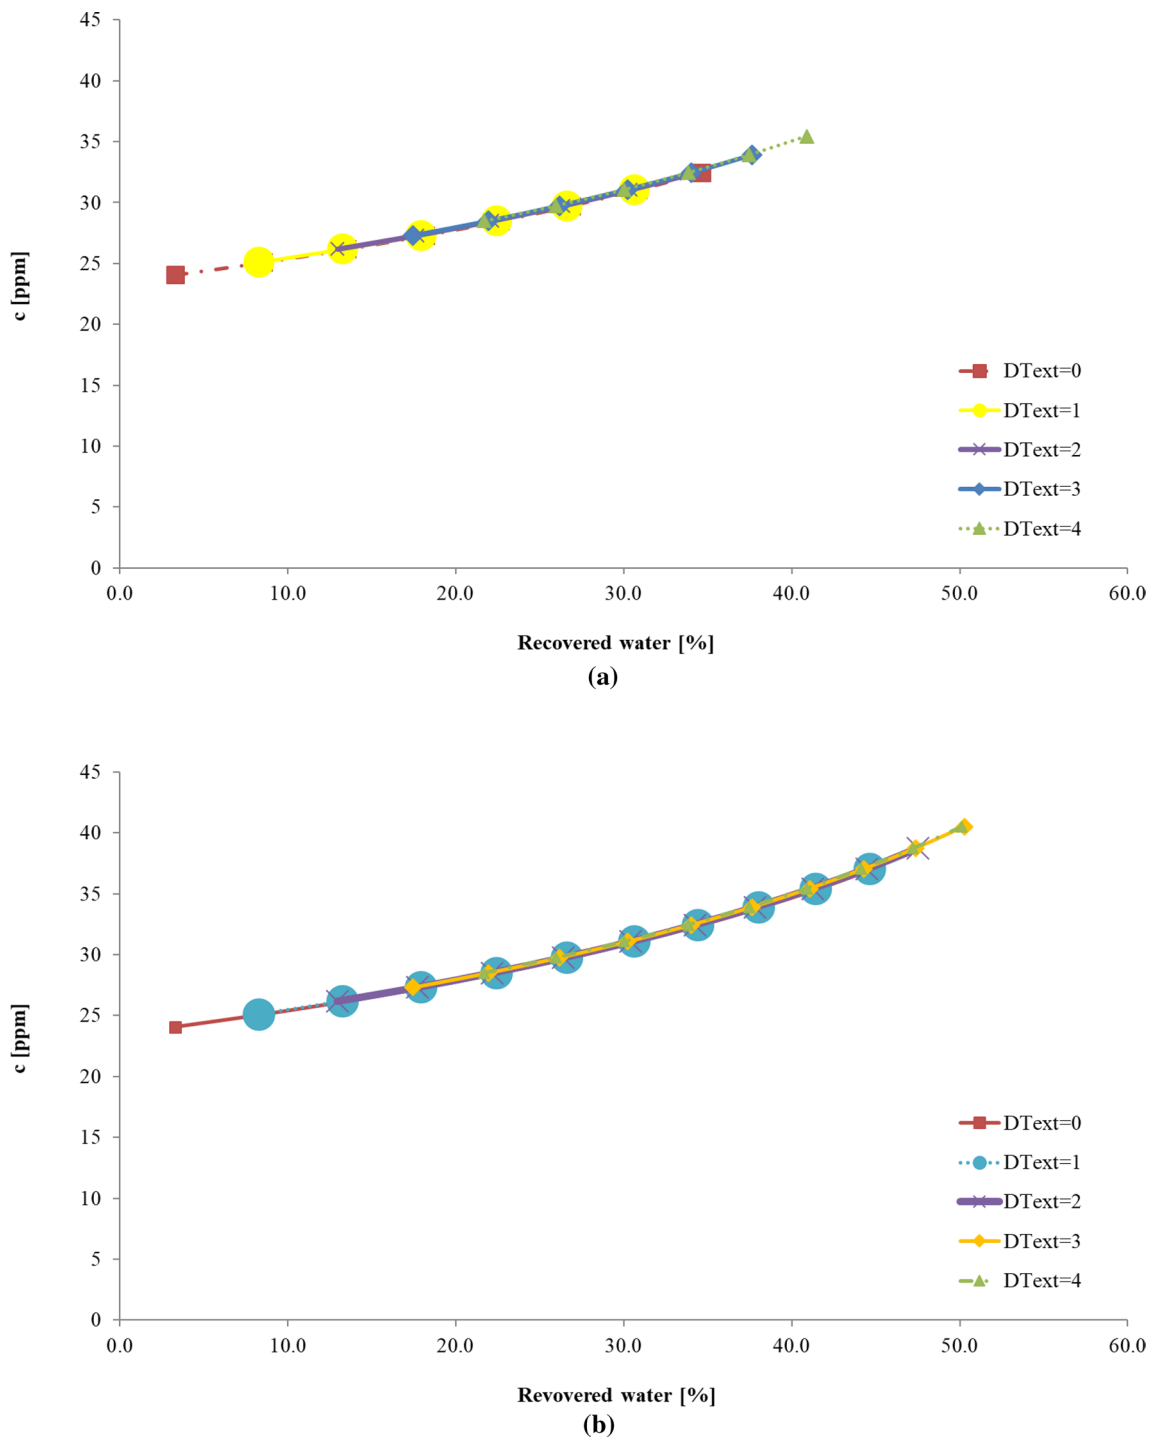 45
40
35
30
25
20
15
10
5
0
c [ppm]
0.0 10.0 20.0 30.0 40.0 50.0 60.0
Recovered water [%]
DText=0
DText=1
DText=2
DText=3
DText=4
(a)
45
40
35
30
25
20
15
10
5
0
c [ppm]
0.0 10.0 20.0 30.0 40.0 50.0 60.0
Revovered water [%]
DText=0
DText=1
DText=2
DText=3
DText=4
(b)